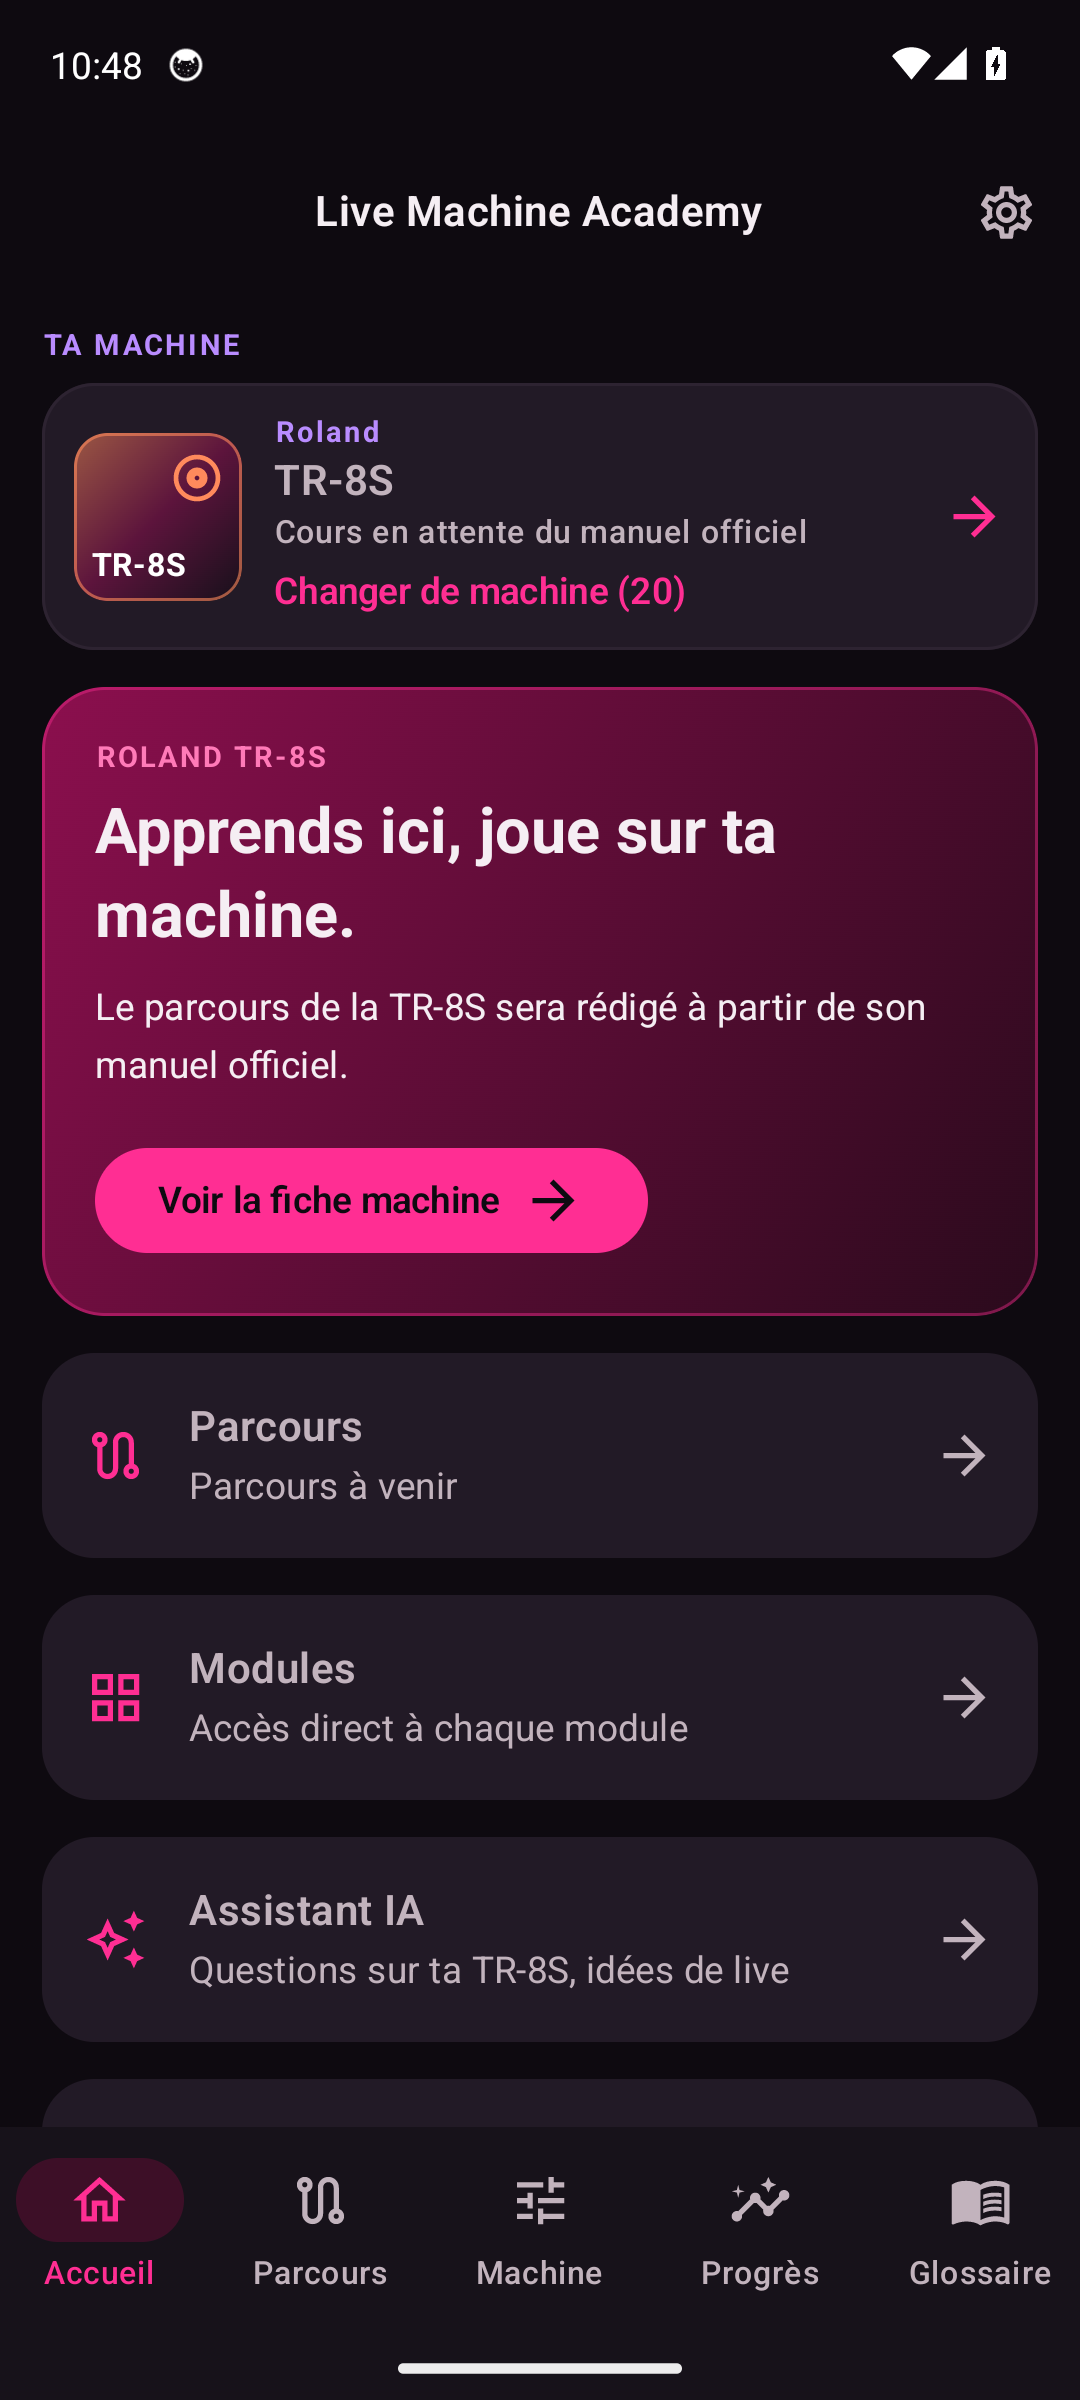 10:48
Live Machine Academy
TA MACHINE
Roland
TR-8S
Cours en attente du manuel officiel
Changer de machine (20)
TR-8S
ROLAND TR-8S
Apprends ici, joue sur ta
machine.
Le parcours de la TR-8S sera rédigé à partir de son
manuel officiel.
Voir la fiche machine
Parcours
Parcours à venir
Modules
Accès direct à chaque module
Assistant IA
Questions sur ta TR-8S, idées de live
Accueil
Parcours
Machine
Progrès
Glossaire